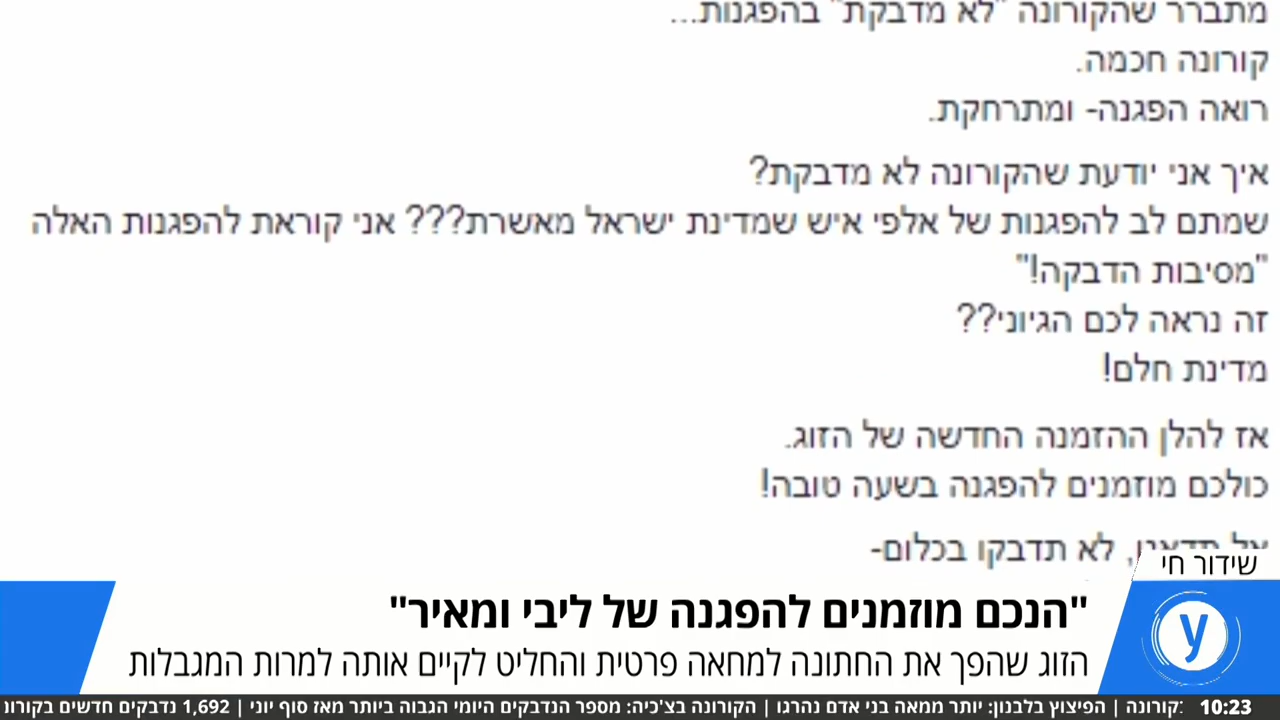 מתברר שהקורונה "לא מדבקת" בהפגנות...
קורונה חכמה.
רואה הפגנה- ומתרחקת.
איך אני יודעת שהקורונה לא מדבקת?
שמתם לב להפגנות של אלפי איש שמדינת ישראל מאשרת??? אני קוראת להפגנות האלה
"מסיבות הדבקה!"
זה נראה לכם הגיוני??
מדינת חלם!
אז להלן ההזמנה החדשה של הזוג.
כולכם מוזמנים להפגנה בשעה טובה!
אל תדאגו, לא תדבקו בכלום-
שידור חי
"הנכם מוזמנים להפגנה של ליבי ומאיר"
הזוג שהפך את החתונה למחאה פרטית והחליט לקיים אותה למרות המגבלות
y
10:23 קורונה | הפיצוץ בלבנון: יותר ממאה בני אדם נהרגו | הקורונה בצ'כיה: מספר הנדבקים היומי הגבוה ביותר מאז סוף יוני | 1,692 נדבקים חדשים בקורונ